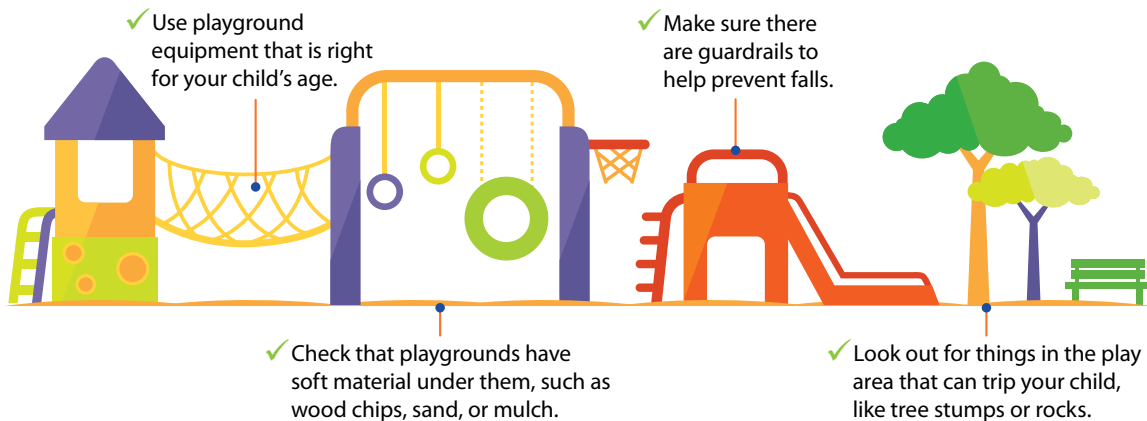 ✓ Use playground
equipment that is right
for your child’s age.
✓ Make sure there
are guardrails to
help prevent falls.
✓ Check that playgrounds have
soft material under them, such as
wood chips, sand, or mulch.
✓ Look out for things in the play
area that can trip your child,
like tree stumps or rocks.